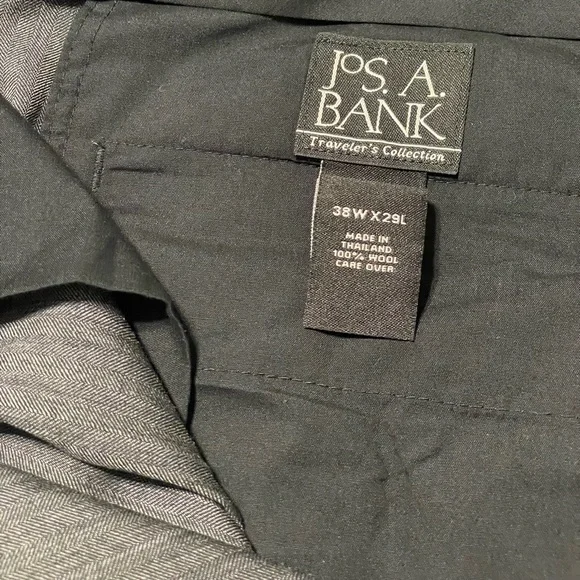 JoS. A.
BANK
Traveler's Collection
38W X 29L
MADE IN
THAILAND
100% WOOL
CARE OVER